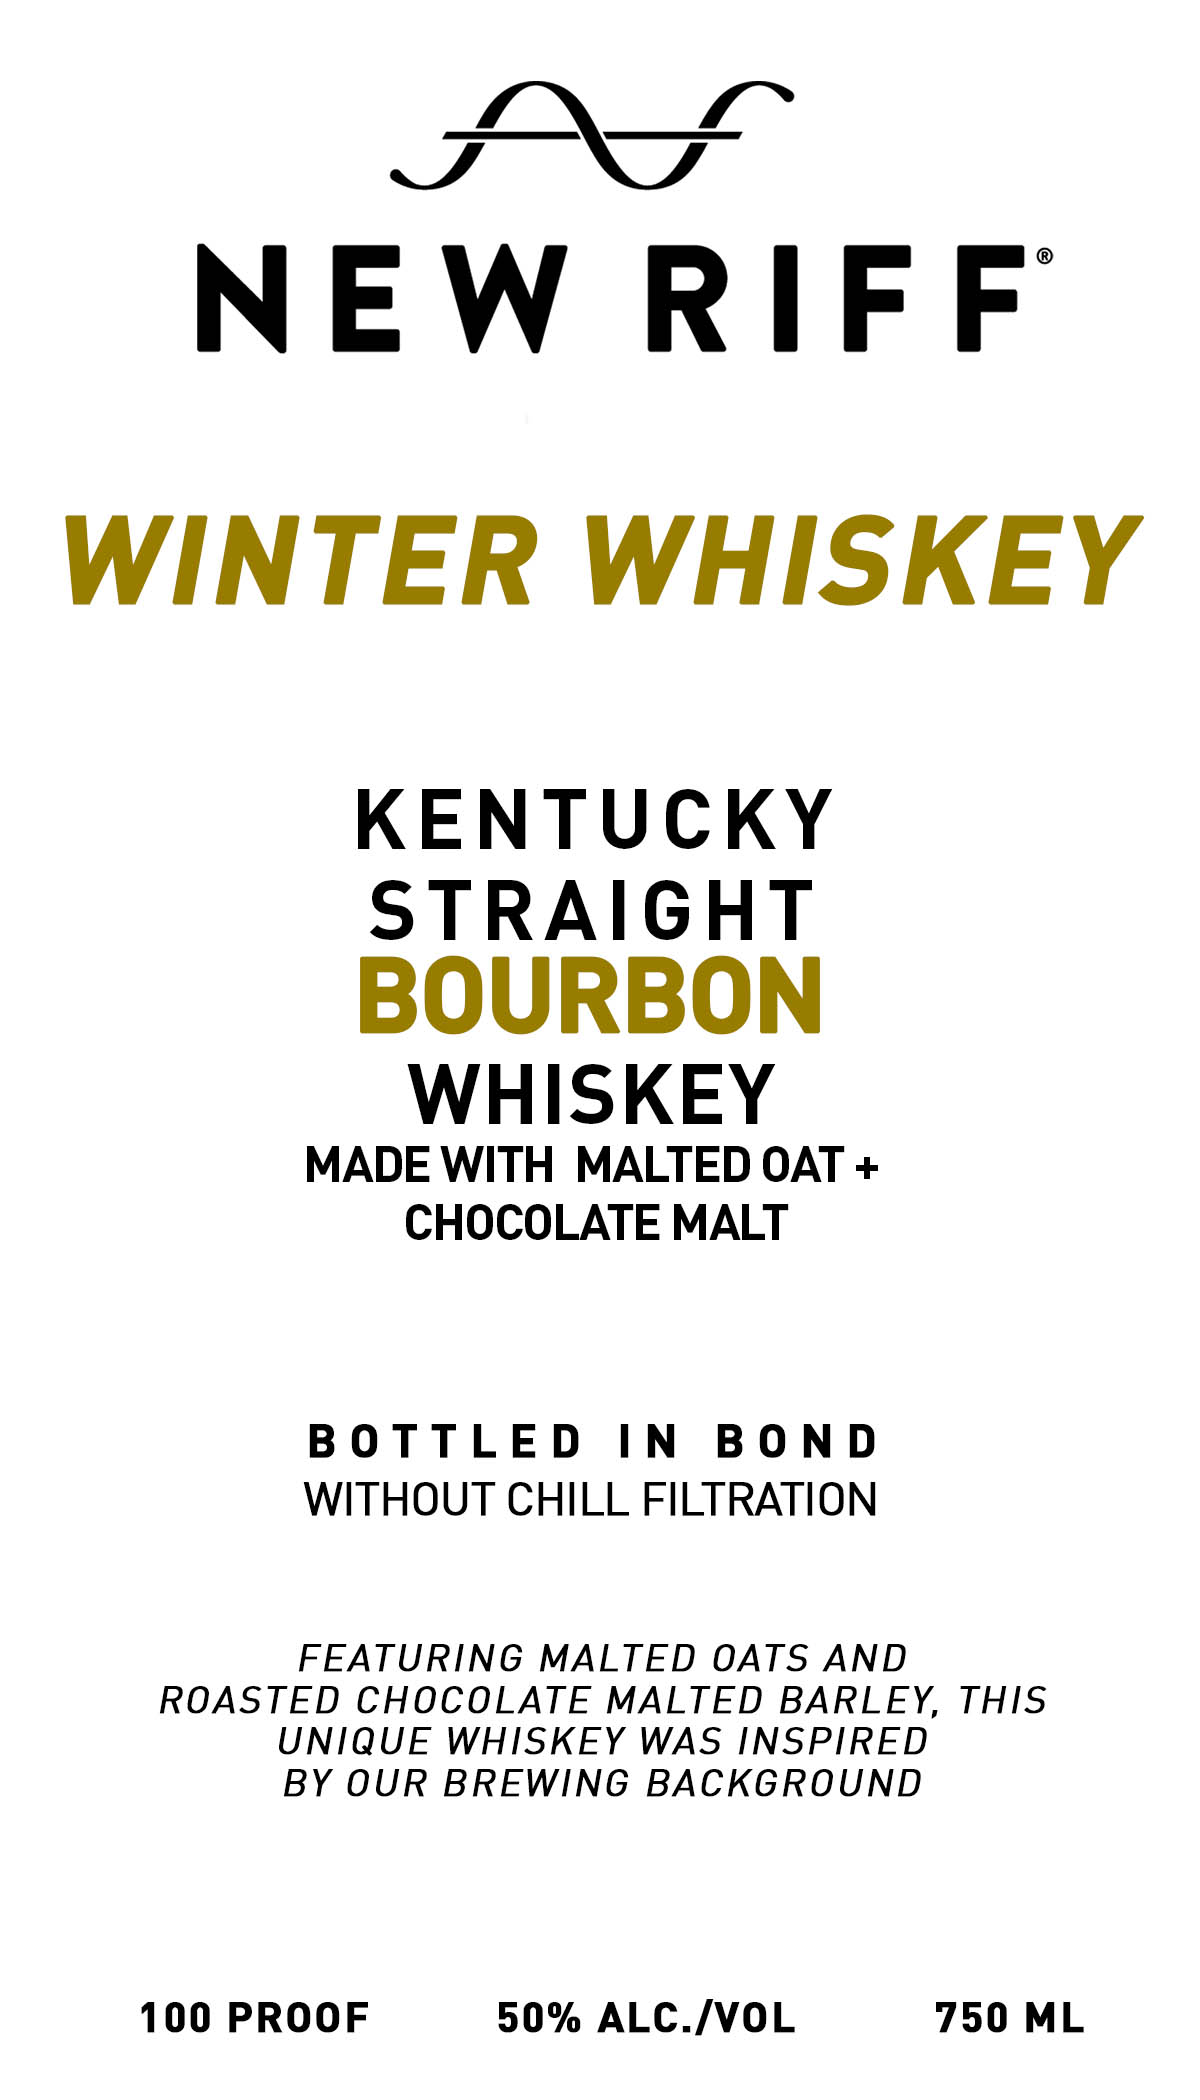 NEW RIFF®
WINTER WHISKEY
KENTUCKY
STRAIGHT
BOURBON
WHISKEY
MADE WITH MALTED OAT +
CHOCOLATE MALT
BOTTLED IN BOND
WITHOUT CHILL FILTRATION
FEATURING MALTED OATS AND
ROASTED CHOCOLATE MALTED BARLEY, THIS
UNIQUE WHISKEY WAS INSPIRED
BY OUR BREWING BACKGROUND
100 PROOF 50% ALC./VOL 750 ML